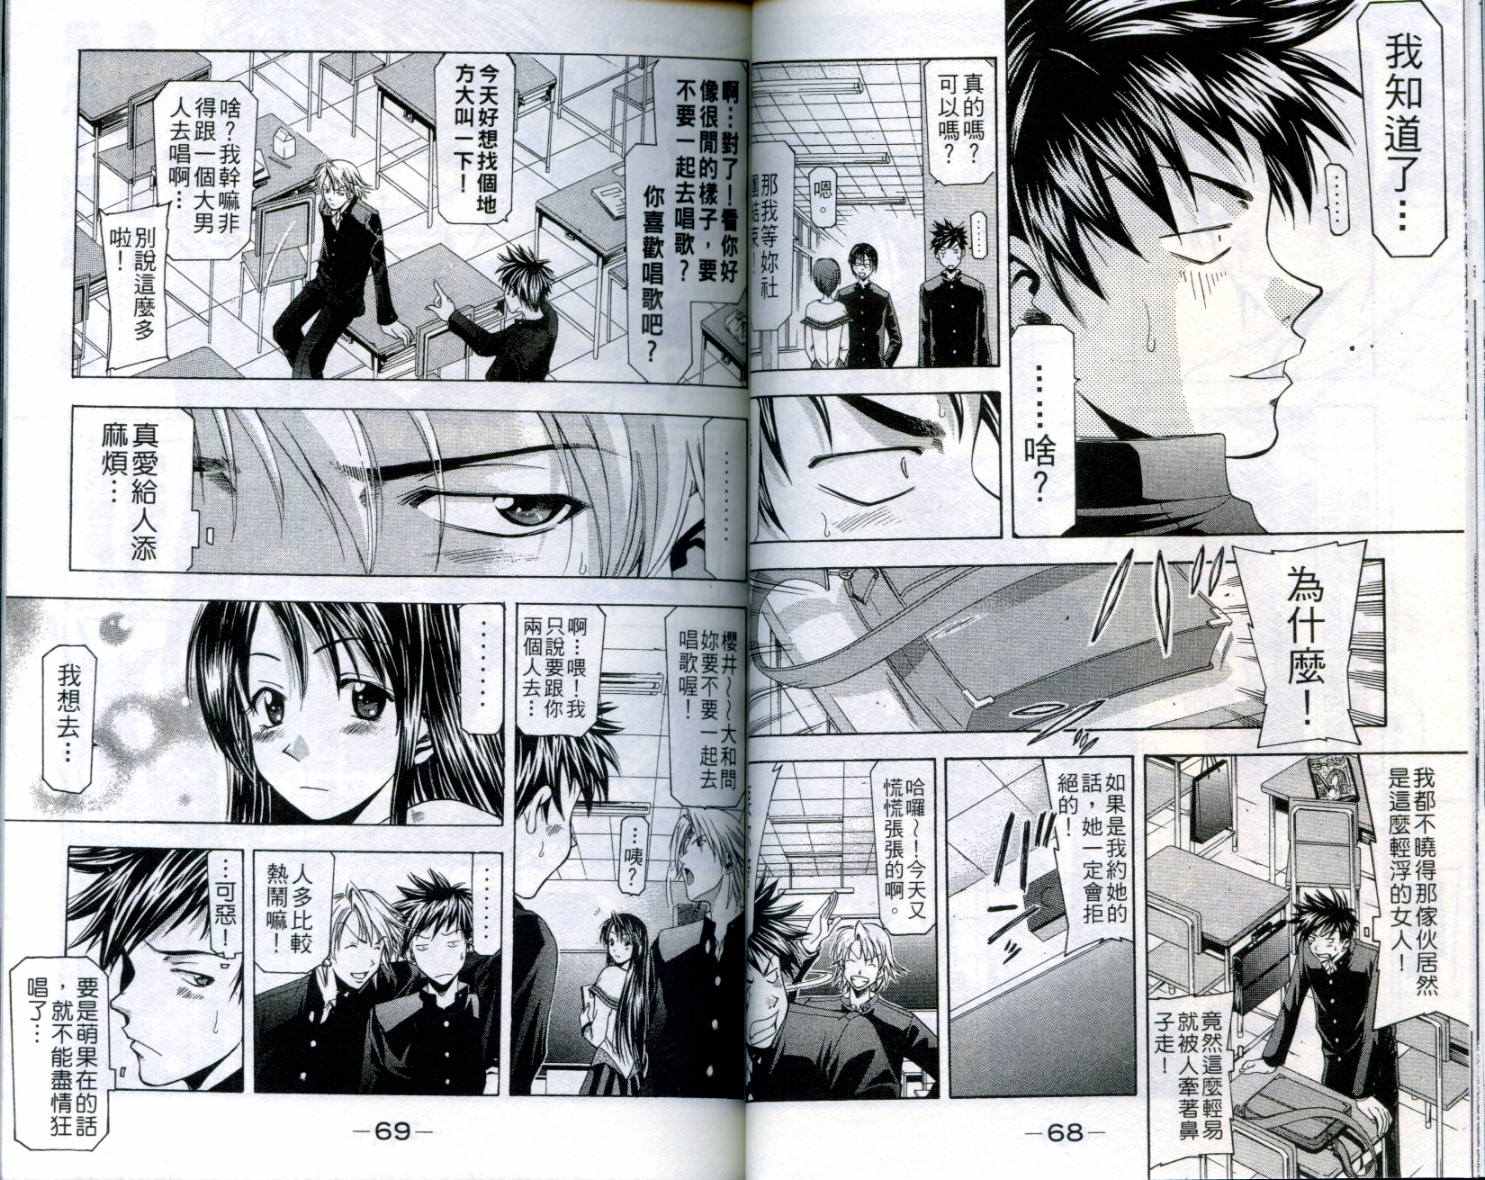 我知道了…
……
……啥？
真的嗎？
可以嗎？
嗯。
……
那我等妳社
團結束
為什麼！
我都不曉得那傢伙居然
是這麼輕浮的女人！
竟然這麼輕易
就被人牽著鼻
子走！
如果是我約她的
話，她一定會拒
絕的！
哈囉～！今天又
慌慌張張的啊。
－68－
啊…對了！看你好
像很閒的樣子，要
不要一起去唱歌？
你喜歡唱歌吧？
今天好想找個地
方大叫一下！
啥？我幹嘛非
得跟一個大男
人去唱啊…
別說這麼多
啦！
………
真愛給人添
麻煩…
櫻井～～大和問
妳要不要一起去
唱歌喔！
…咦？
啊…喂！我
只說要跟你
兩個人去…
………
我想去…
………
人多比較
熱鬧嘛！
…可惡！
要是萌果在的話
，就不能盡情狂
唱了…
－69－